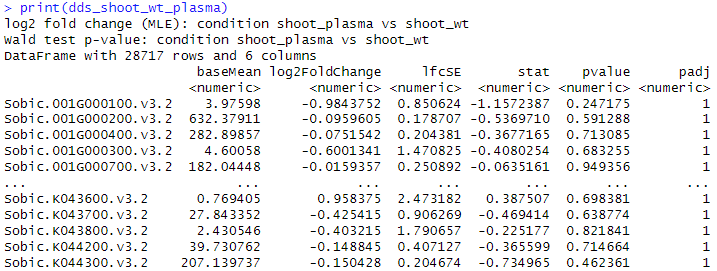 > print(dds_shoot_wt_plasma)
log2 fold change (MLE): condition shoot_plasma vs shoot_wt
Wald test p-value: condition shoot_plasma vs shoot_wt
DataFrame with 28717 rows and 6 columns
baseMean log2FoldChange lfcSE stat pvalue padj
<numeric> <numeric> <numeric> <numeric> <numeric> <numeric>
Sobic.001G000100.v3.2 3.97598 -0.9843752 0.850624 -1.1572387 0.247175 1
Sobic.001G000200.v3.2 632.37911 -0.0959605 0.178707 -0.5369710 0.591288 1
Sobic.001G000400.v3.2 282.89857 -0.0751542 0.204381 -0.3677165 0.713085 1
Sobic.001G000300.v3.2 4.60058 -0.6001341 1.470825 -0.4080254 0.683255 1
Sobic.001G000700.v3.2 182.04448 -0.0159357 0.250892 -0.0635161 0.949356 1
... ... ... ... ... ... ...
Sobic.K043600.v3.2 0.769405 0.958375 2.473182 0.387507 0.698381 1
Sobic.K043700.v3.2 27.843352 -0.425415 0.906269 -0.469414 0.638774 1
Sobic.K043800.v3.2 2.430546 -0.403215 1.790657 -0.225177 0.821841 1
Sobic.K044200.v3.2 39.730762 -0.148845 0.407127 -0.365599 0.714664 1
Sobic.K044300.v3.2 207.139737 -0.150428 0.204674 -0.734965 0.462361 1